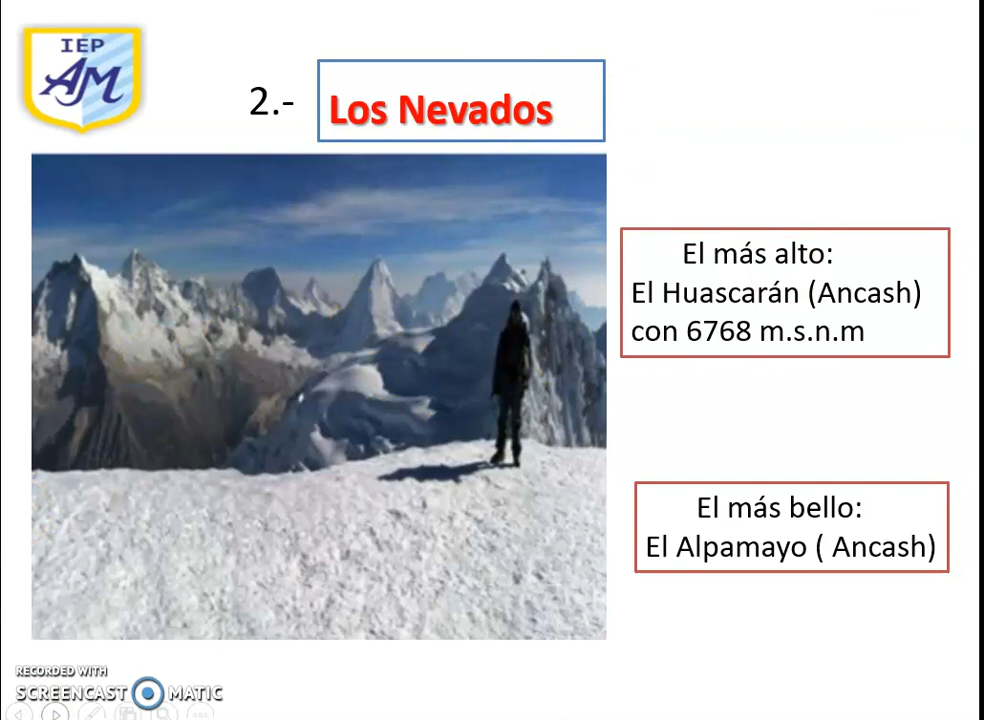 IEP
AM
2.- Los Nevados
El más alto:
El Huascarán (Ancash)
con 6768 m.s.n.m
El más bello:
El Alpamayo ( Ancash)
RECORDED WITH
SCREENCAST MATIC